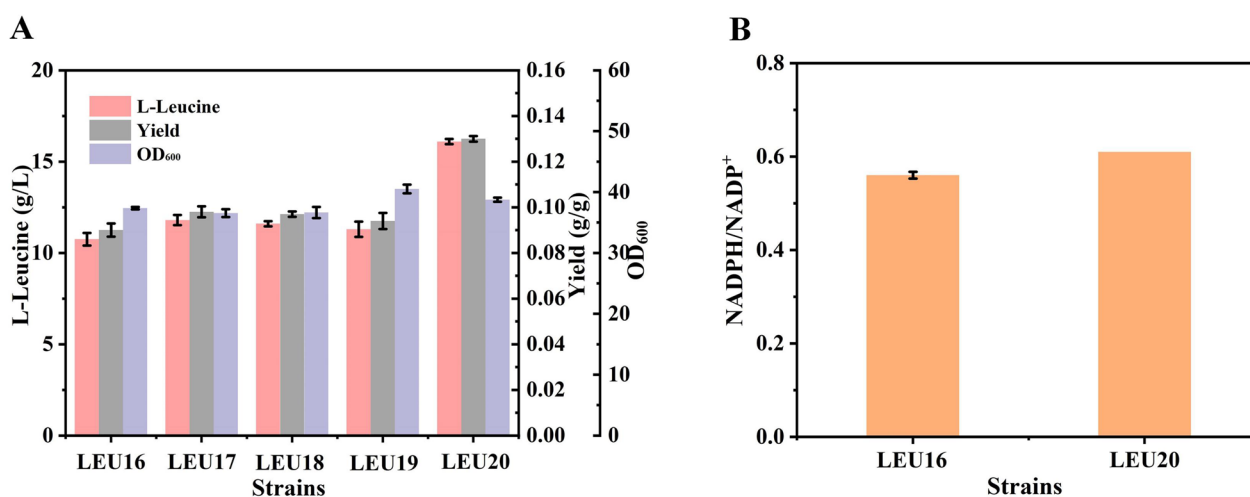 A
L-Leucine (g/L)
20
15
10
5
0
L-Leucine
Yield
OD₆₀₀
LEU16 LEU17 LEU18 LEU19 LEU20
Strains
0.16
0.14
0.12
0.10
0.08
0.06
0.04
0.02
0.00
Yield (g/g)
60
50
40
30
20
10
0
OD₆₀₀
B
NADPH/NADP⁺
0.8
0.6
0.4
0.2
0.0
LEU16 LEU20
Strains